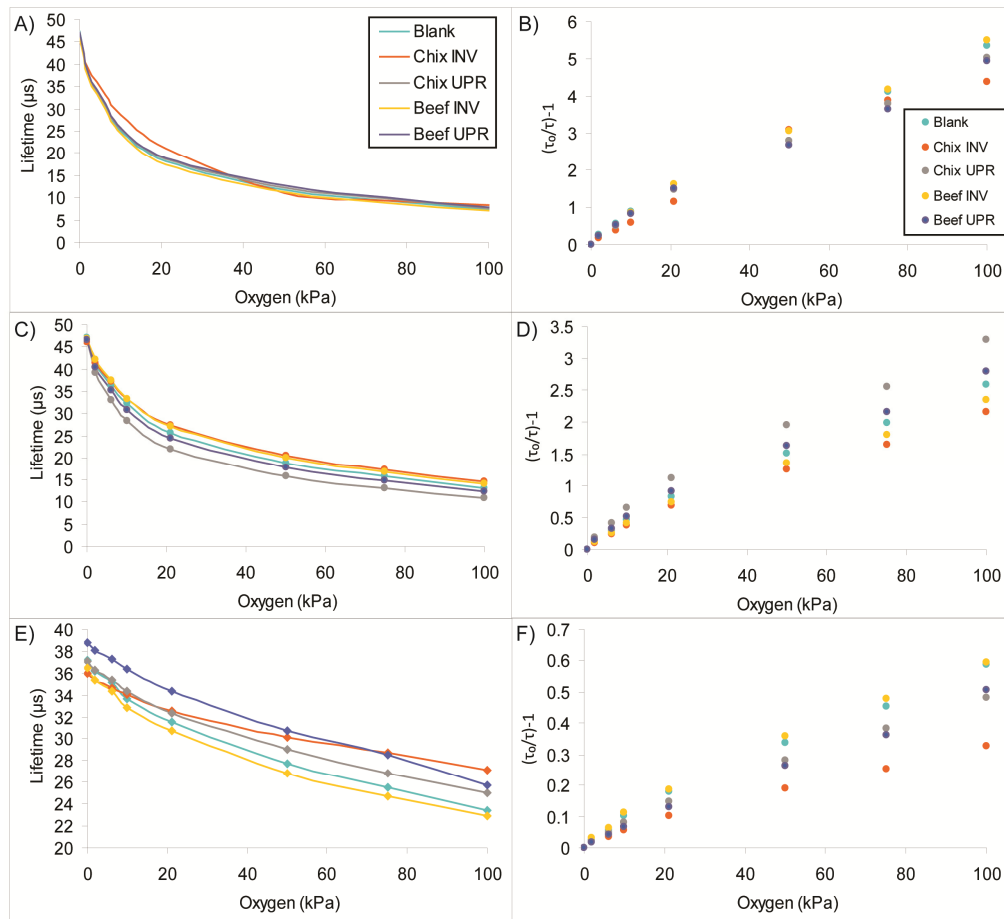 A)
50
45
40
35
30
25
20
15
10
5
0
Lifetime (µs)
0 20 40 60 80 100
Oxygen (kPa)
Blank
Chix INV
Chix UPR
Beef INV
Beef UPR
B)
6
5
4
3
2
1
0
(τ₀/τ)-1
0 20 40 60 80 100
Oxygen (kPa)
Blank
Chix INV
Chix UPR
Beef INV
Beef UPR
C)
50
45
40
35
30
25
20
15
10
5
0
Lifetime (µs)
0 20 40 60 80 100
Oxygen (kPa)
D)
3.5
3
2.5
2
1.5
1
0.5
0
(τ₀/τ)-1
0 20 40 60 80 100
Oxygen (kPa)
E)
40
38
36
34
32
30
28
26
24
22
20
Lifetime (µs)
0 20 40 60 80 100
Oxygen (kPa)
F)
0.7
0.6
0.5
0.4
0.3
0.2
0.1
0
(τ₀/τ)-1
0 20 40 60 80 100
Oxygen (kPa)